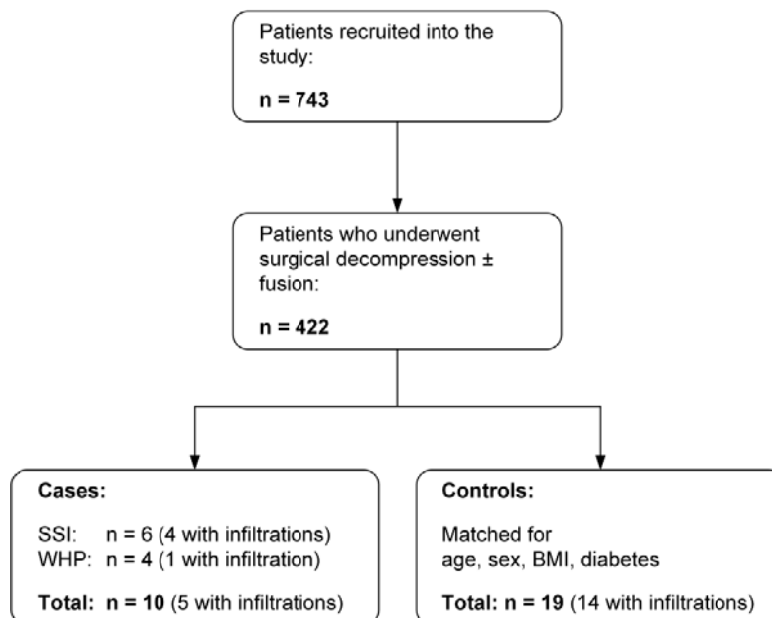 Patients recruited into the
study:
n = 743
Patients who underwent
surgical decompression ±
fusion:
n = 422
Cases:
SSI: n = 6 (4 with infiltrations)
WHP: n = 4 (1 with infiltration)
Total: n = 10 (5 with infiltrations)
Controls:
Matched for
age, sex, BMI, diabetes
Total: n = 19 (14 with infiltrations)